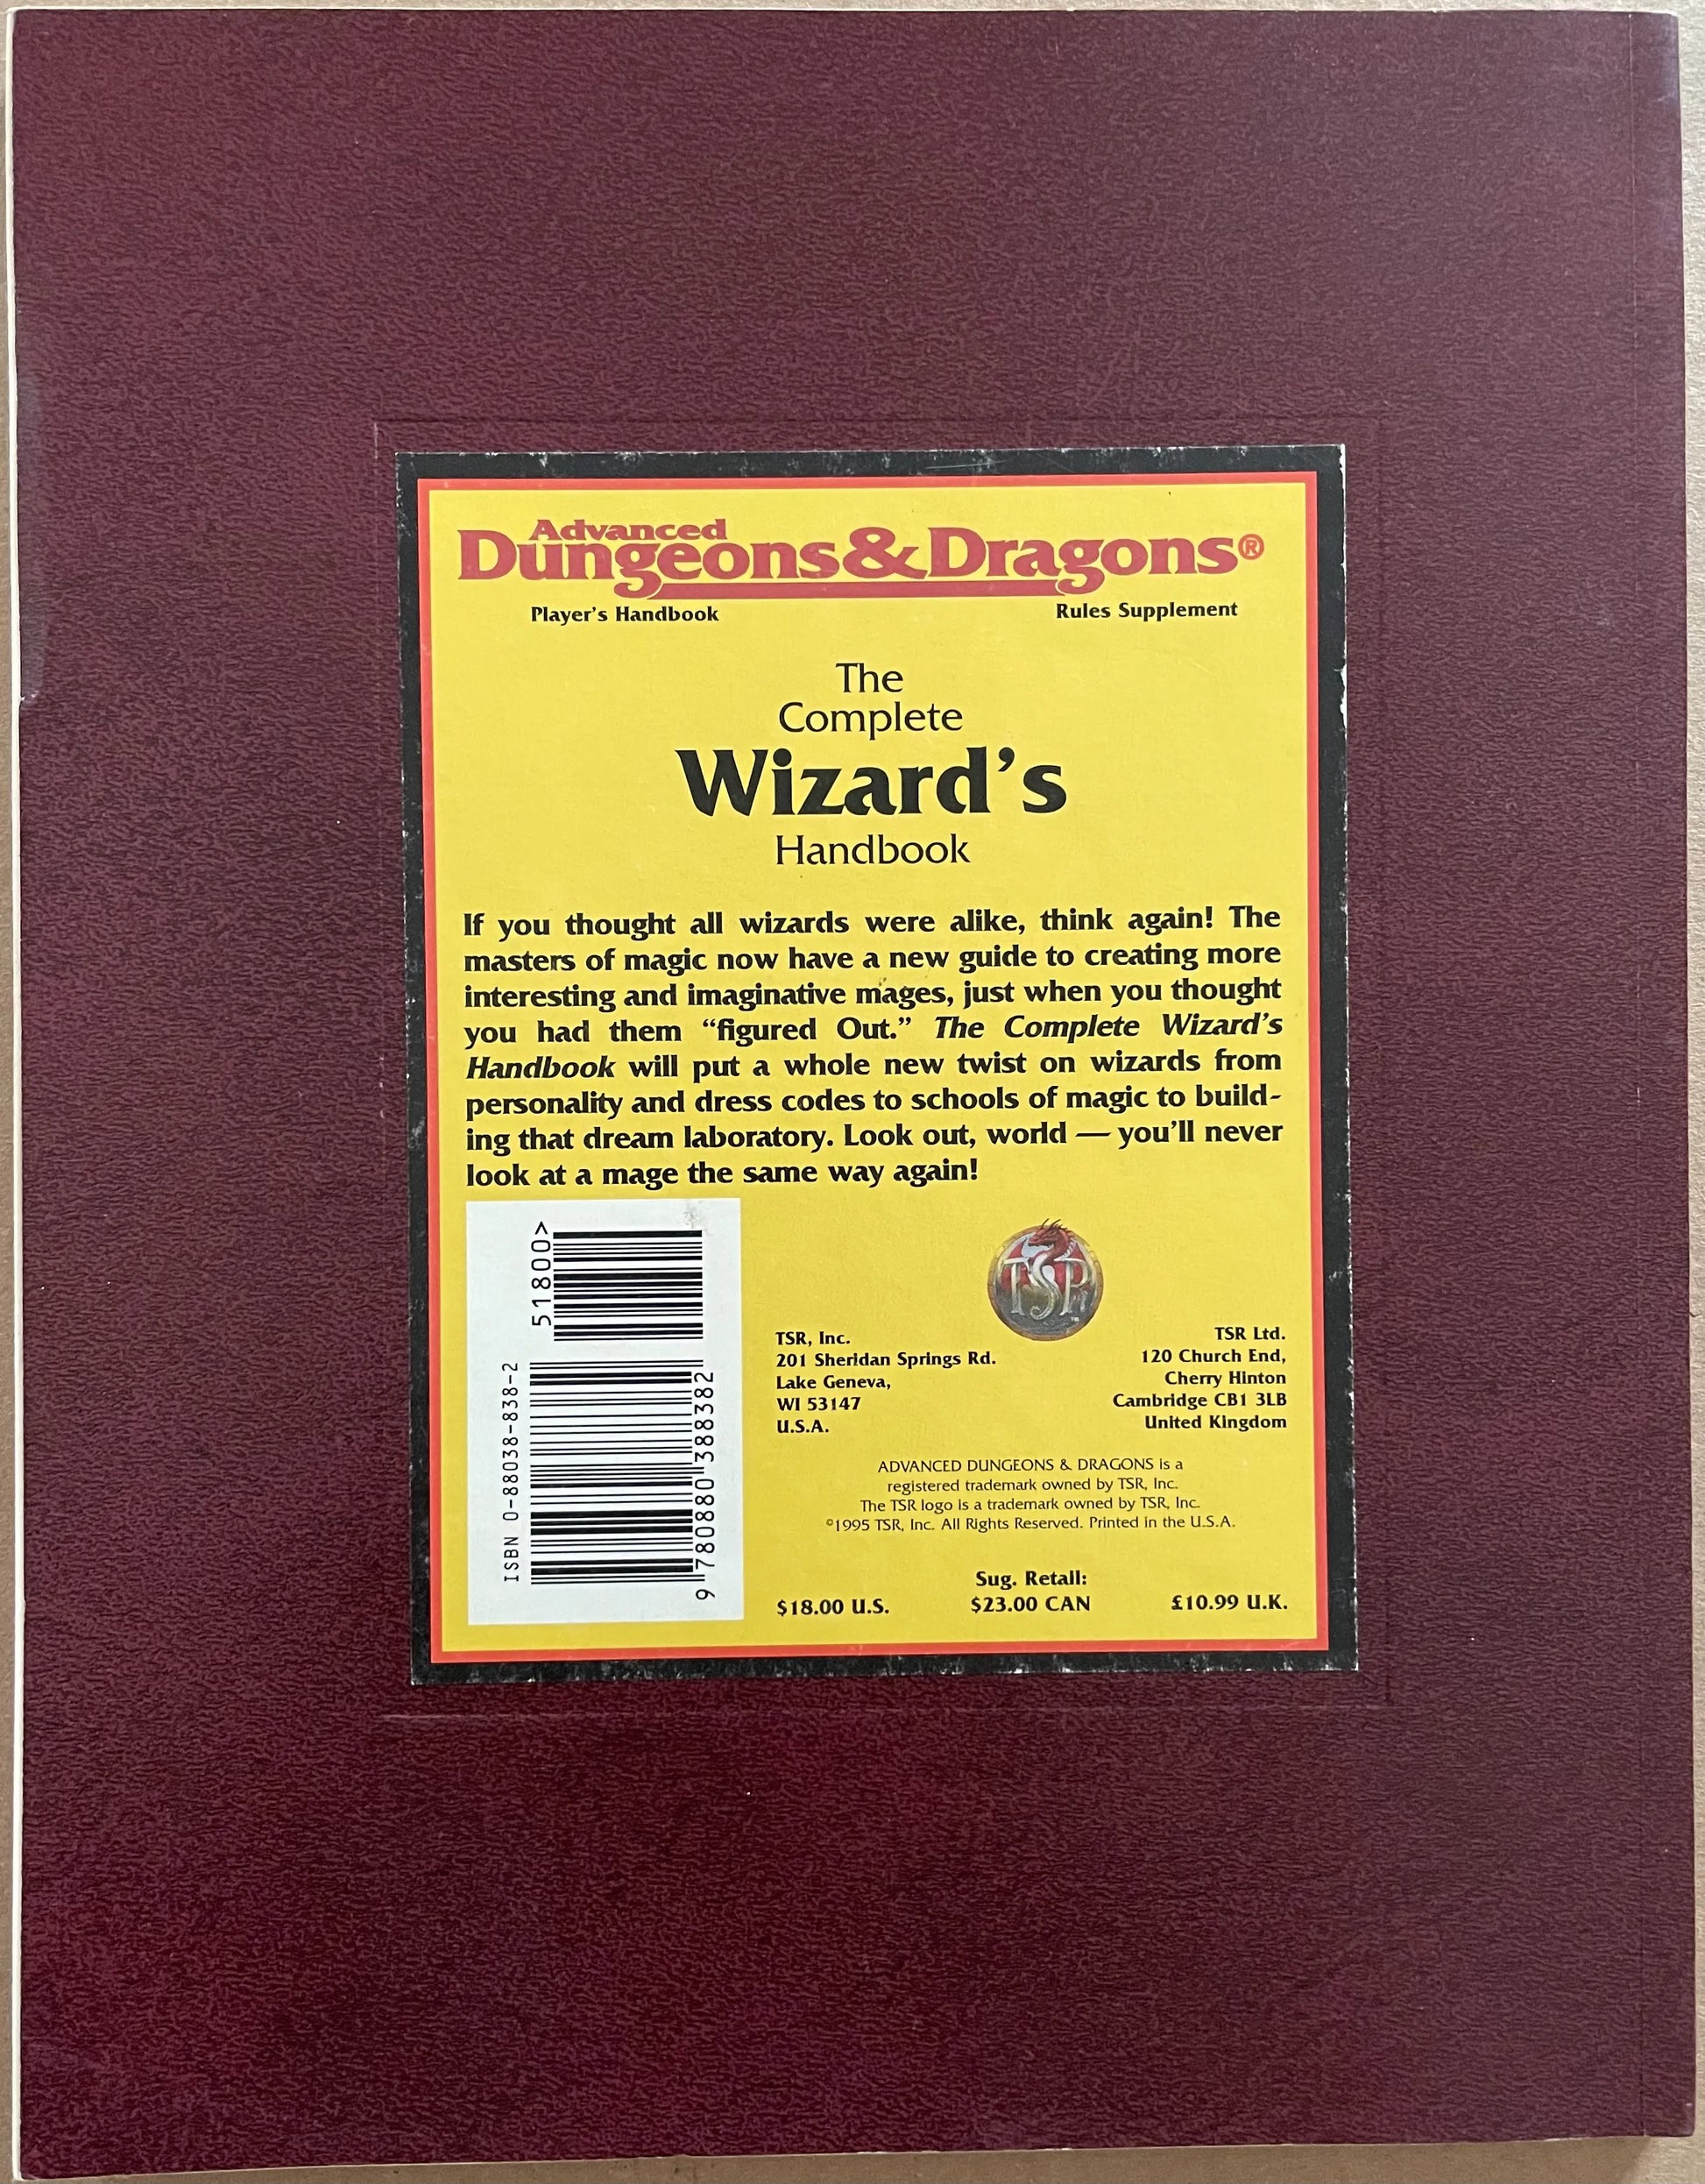 Advanced
Dungeons & Dragons®
Player's Handbook
Rules Supplement
The
Complete
Wizard's
Handbook
If you thought all wizards were alike, think again! The
masters of magic now have a new guide to creating more
interesting and imaginative mages, just when you thought
you had them “figured Out.” The Complete Wizard's
Handbook will put a whole new twist on wizards from
personality and dress codes to schools of magic to build-
ing that dream laboratory. Look out, world — you'll never
look at a mage the same way again!
51800>
ISBN 0-88038-838-2
9 780880 388382
TSR
™
TSR, Inc.
201 Sheridan Springs Rd.
Lake Geneva,
WI 53147
U.S.A.
TSR Ltd.
120 Church End,
Cherry Hinton
Cambridge CB1 3LB
United Kingdom
ADVANCED DUNGEONS & DRAGONS is a
registered trademark owned by TSR, Inc.
The TSR logo is a trademark owned by TSR, Inc.
©1995 TSR, Inc. All Rights Reserved. Printed in the U.S.A.
Sug. Retail:
$18.00 U.S. $23.00 CAN £10.99 U.K.